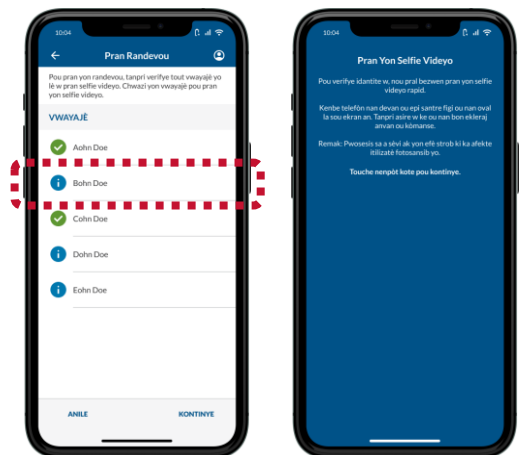 10:04
Pran Randevou
Pou pran yon randevou, tanpri verifye tout vwayajè yo
lè w pran selfie videyo. Chwazi yon vwayajè pou pran
yon selfie videyo.
VWAYAJÈ
Aohn Doe
Bohn Doe
Cohn Doe
Dohn Doe
Eohn Doe
ANILE
KONTINYE
10:04
Pran Yon Selfie Videyo
Pou verifye idantite w, nou pral bezwen pran yon selfie
videyo rapid.
Kenbe telefòn nan devan ou epi santre figi ou nan oval
la sou ekran an. Tanpri asire w ke ou nan bon ekleraj
anvan ou kòmanse.
Remak: Pwosesis sa a sèvi ak yon efè strob ki ka afekte
itilizatè fotosansib yo.
Touche nenpòt kote pou kontinye.